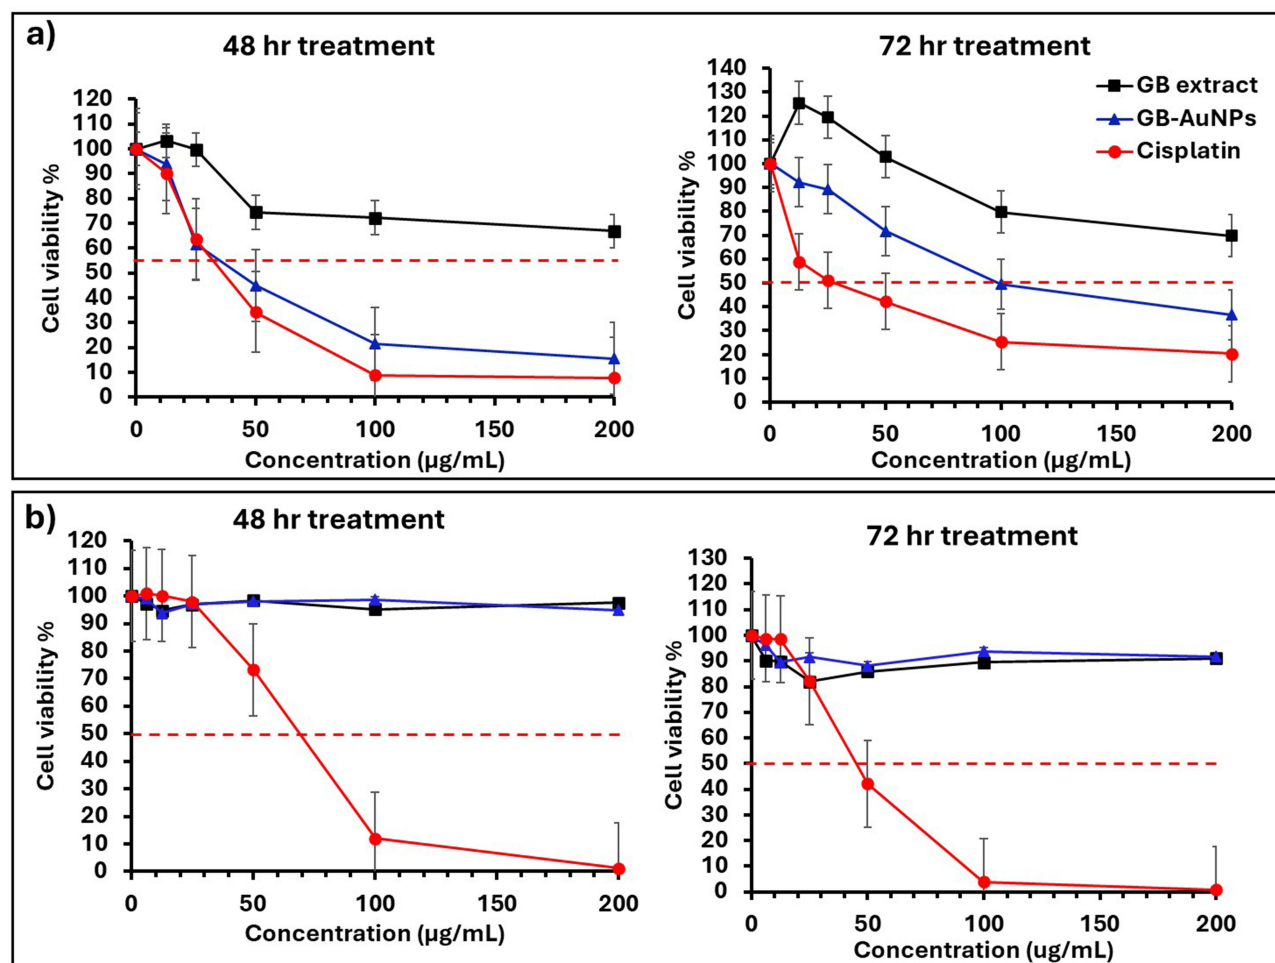 a)
48 hr treatment
120
110
100
90
80
70
60
50
40
30
20
10
0
Cell viability %
0 50 100 150 200
Concentration (µg/mL)
72 hr treatment
140
130
120
110
100
90
80
70
60
50
40
30
20
10
0
Cell viability %
0 50 100 150 200
Concentration (µg/mL)
GB extract
GB-AuNPs
Cisplatin
b)
48 hr treatment
120
110
100
90
80
70
60
50
40
30
20
10
0
Cell viability %
0 50 100 150 200
Concentration (µg/mL)
72 hr treatment
130
120
110
100
90
80
70
60
50
40
30
20
10
0
Cell viability %
0 50 100 150 200
Concentration (ug/mL)